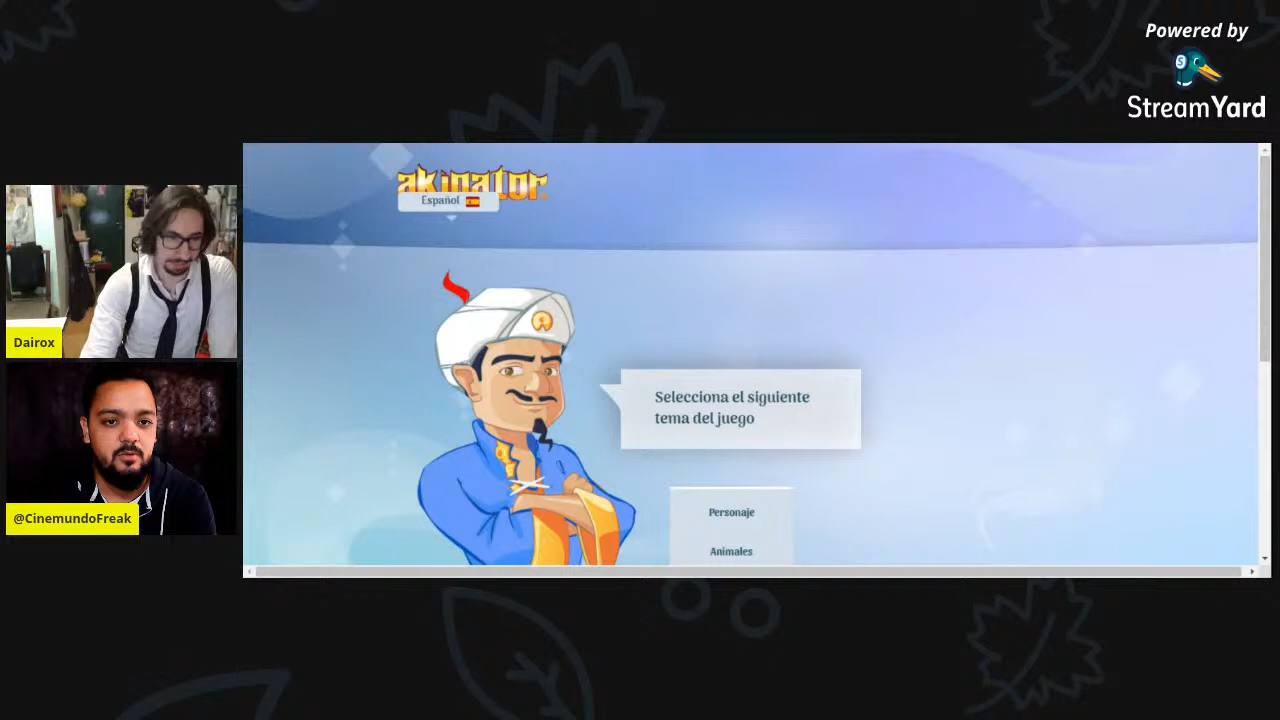 Powered by
StreamYard
akinator
Español
Selecciona el siguiente
tema del juego
Personaje
Animales
Dairox
@CinemundoFreak